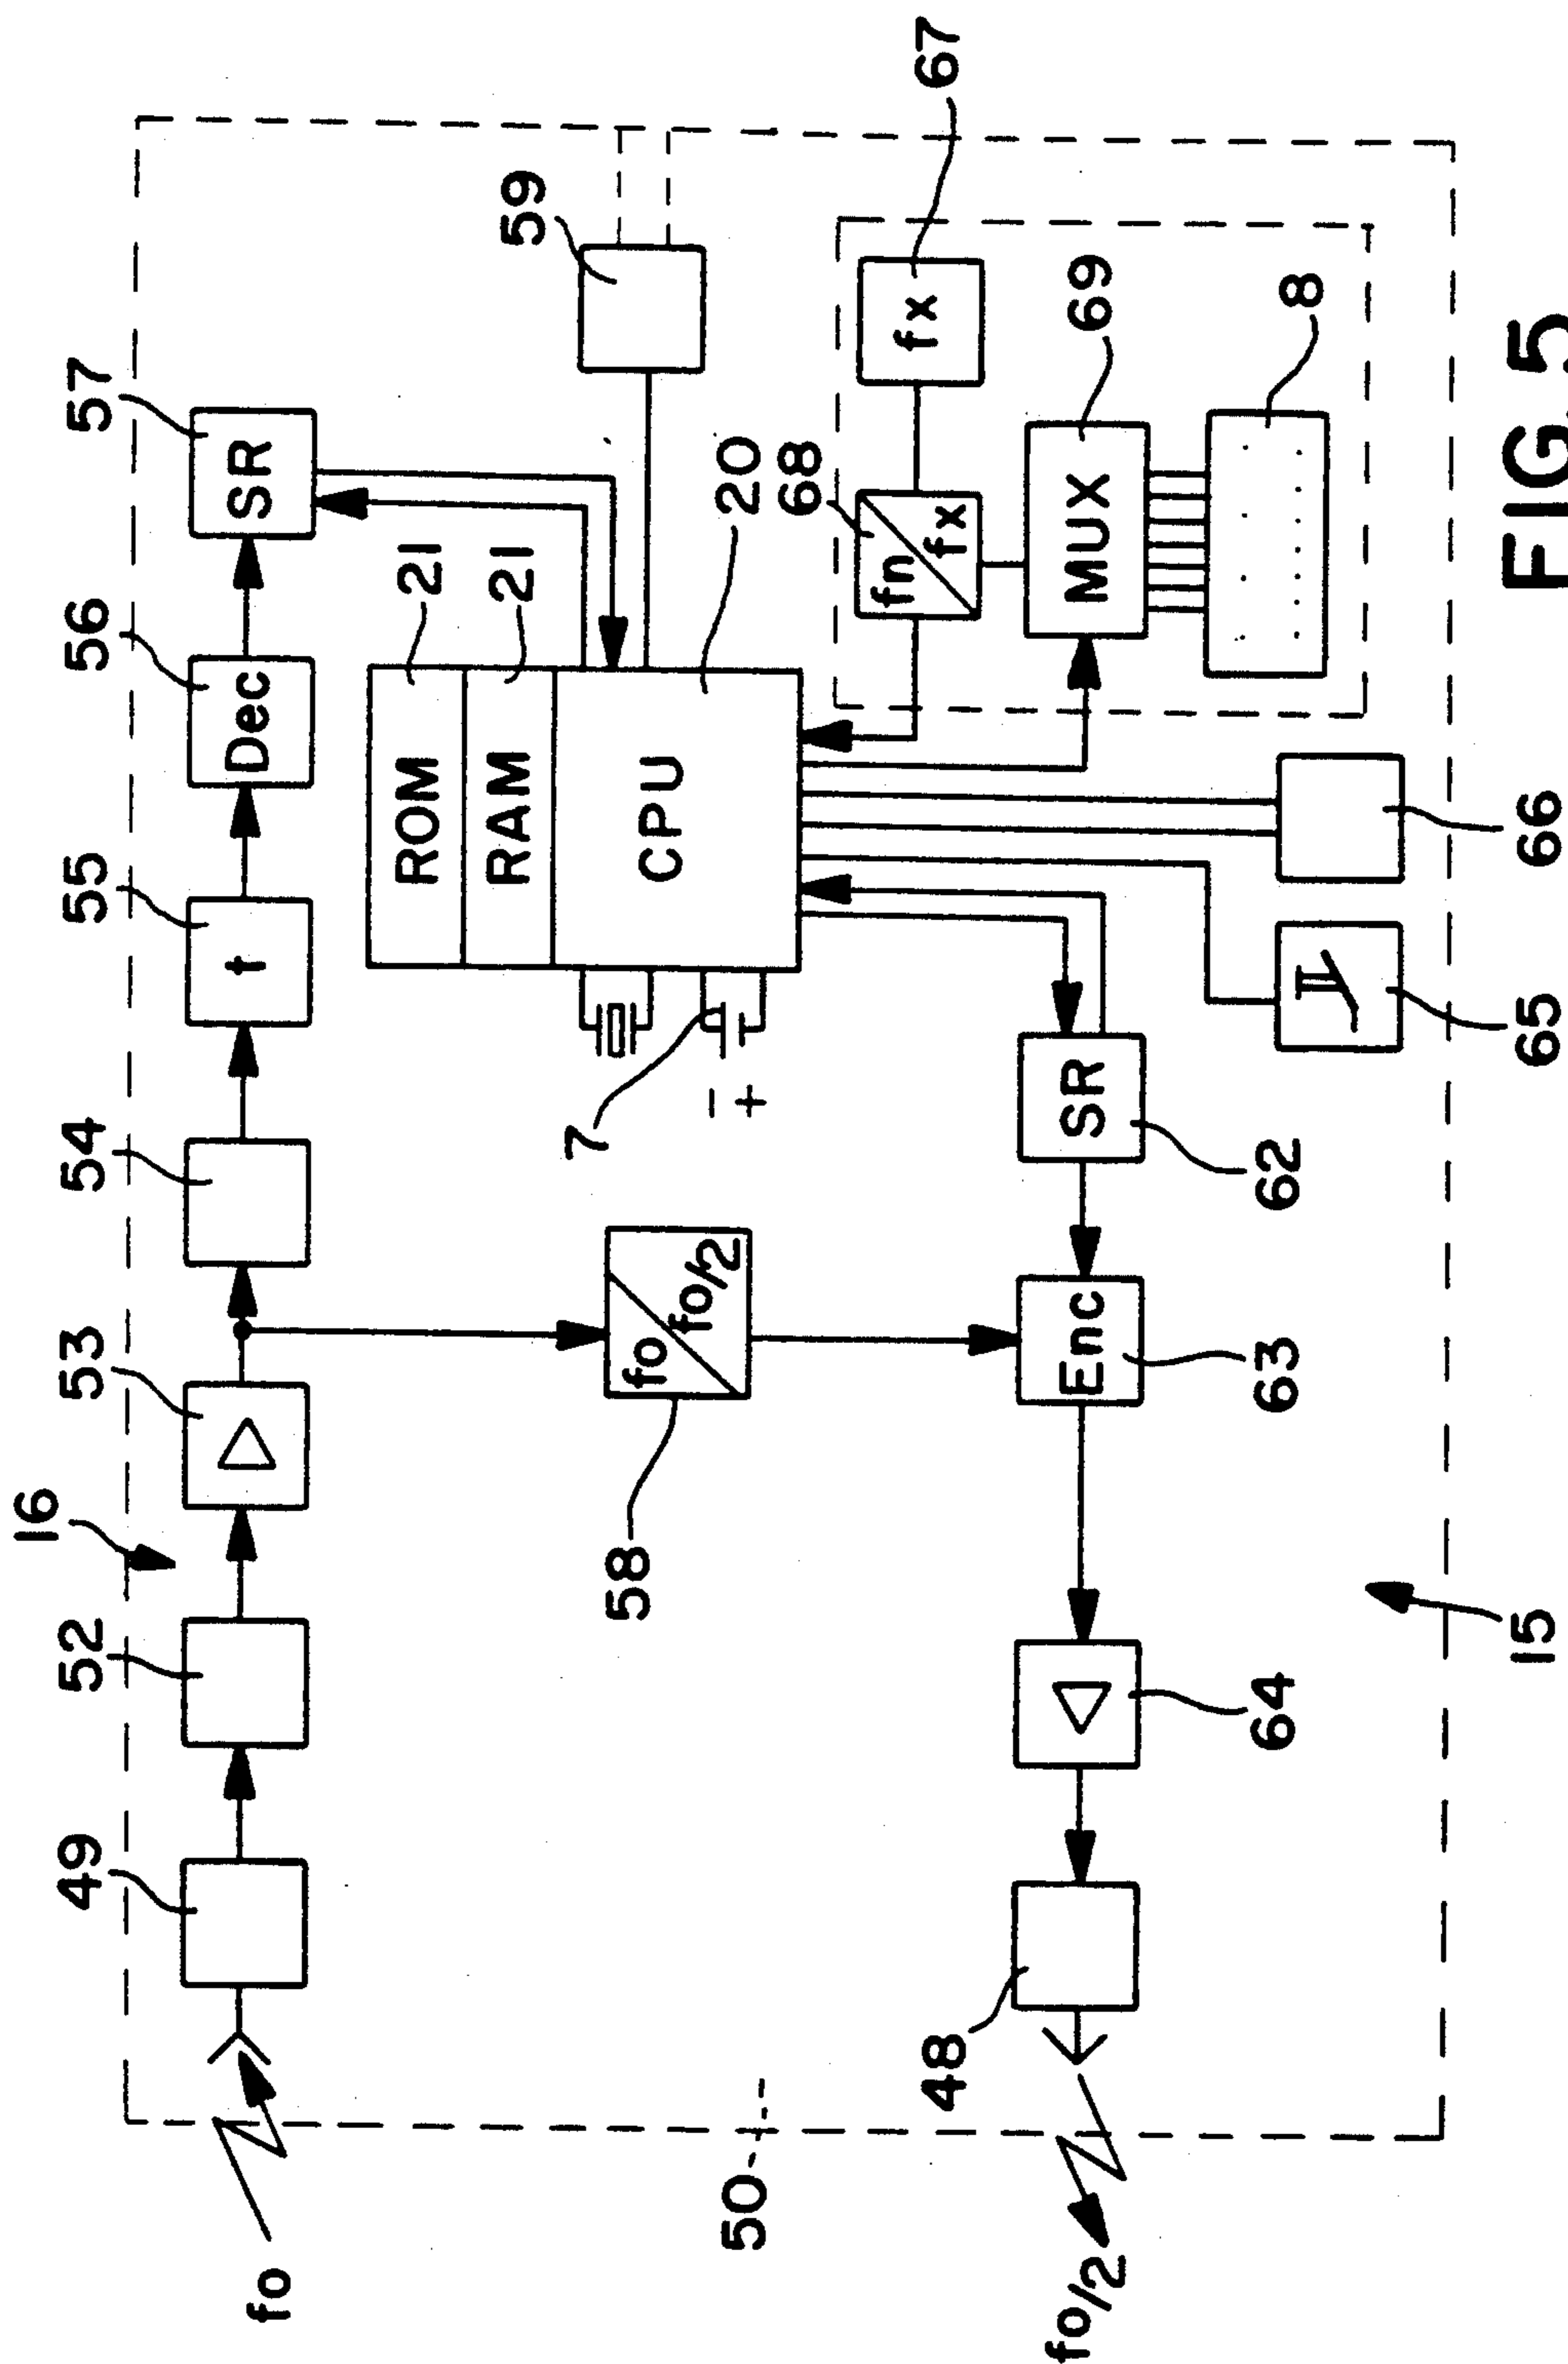 16
49
52
53
54
55
56
57
t
Dec
SR
fo
ROM
21
RAM
21
CPU
20
59
7
−
+
58
fo
fo/2
50
68
fn
fx
fx
67
MUX
69
8
SR
62
Enc
63
64
48
fo/2
65
66
15
FIG. 5